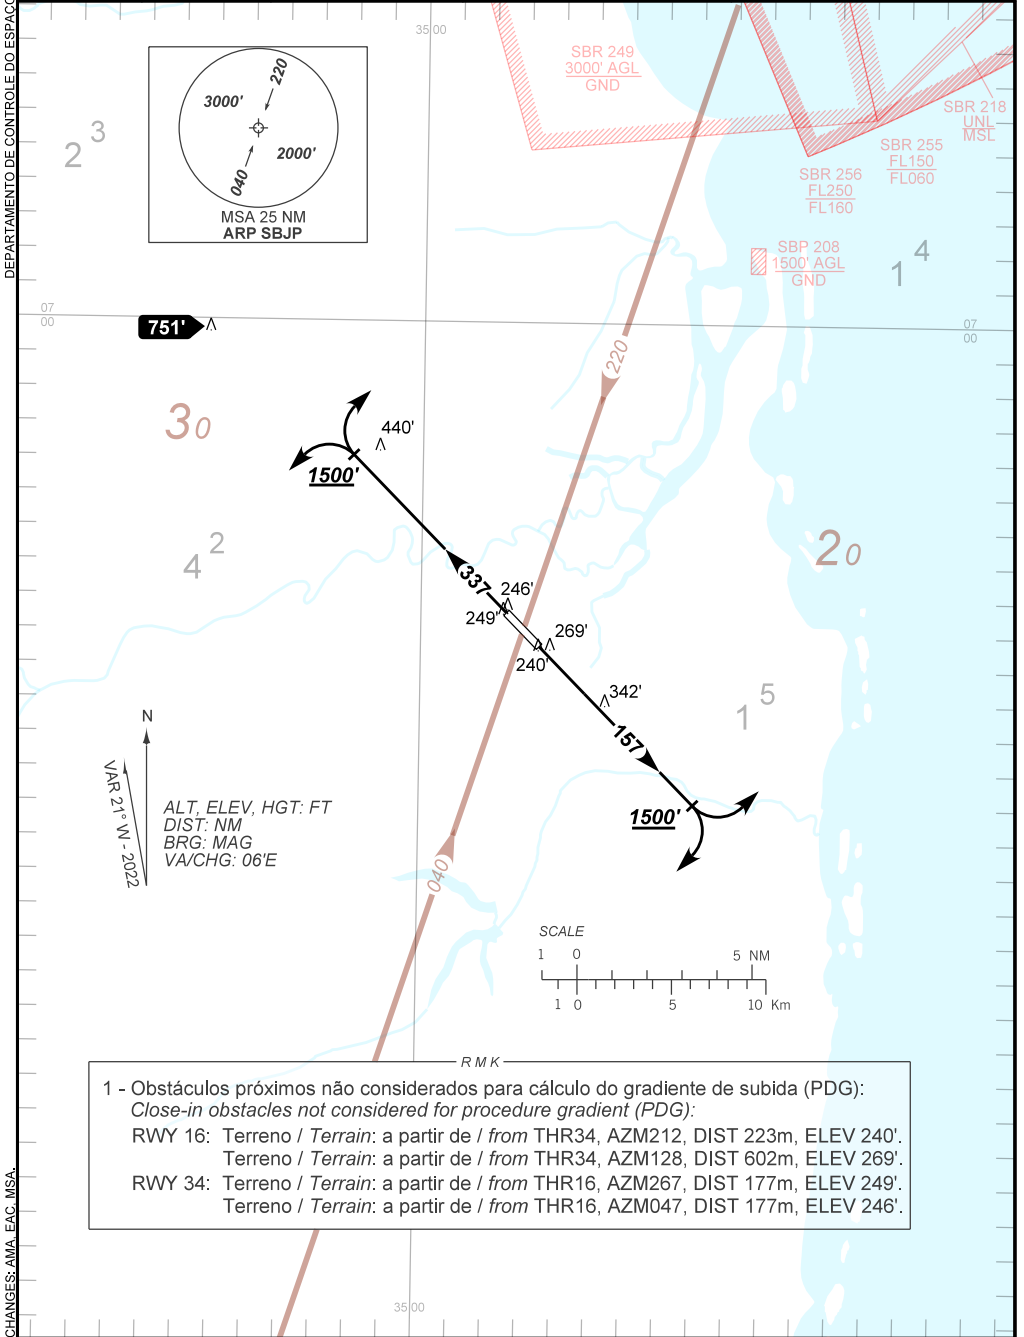 DEPARTAMENTO DE CONTROLE DO ESPAÇO
35 00
SBR 249
3000' AGL
GND
SBR 218
UNL
MSL
SBR 255
FL150
FL060
SBR 256
FL250
FL160
SBP 208
1500' AGL
GND
220
3000'
2000'
040
MSA 25 NM
ARP SBJP
2 3
1 4
07
00
07
00
751'
220
30
440'
1500'
4 2
20
337
246'
249'
269'
240'
342'
1 5
157
1500'
N
VAR 21° W - 2022
ALT, ELEV, HGT: FT
DIST: NM
BRG: MAG
VA/CHG: 06'E
040
SCALE
1 0 5 NM
1 0 5 10 Km
RMK
1 - Obstáculos próximos não considerados para cálculo do gradiente de subida (PDG):
Close-in obstacles not considered for procedure gradient (PDG):
RWY 16: Terreno / Terrain: a partir de / from THR34, AZM212, DIST 223m, ELEV 240'.
Terreno / Terrain: a partir de / from THR34, AZM128, DIST 602m, ELEV 269'.
RWY 34: Terreno / Terrain: a partir de / from THR16, AZM267, DIST 177m, ELEV 249'.
Terreno / Terrain: a partir de / from THR16, AZM047, DIST 177m, ELEV 246'.
35 00
CHANGES: AMA, EAC, MSA.